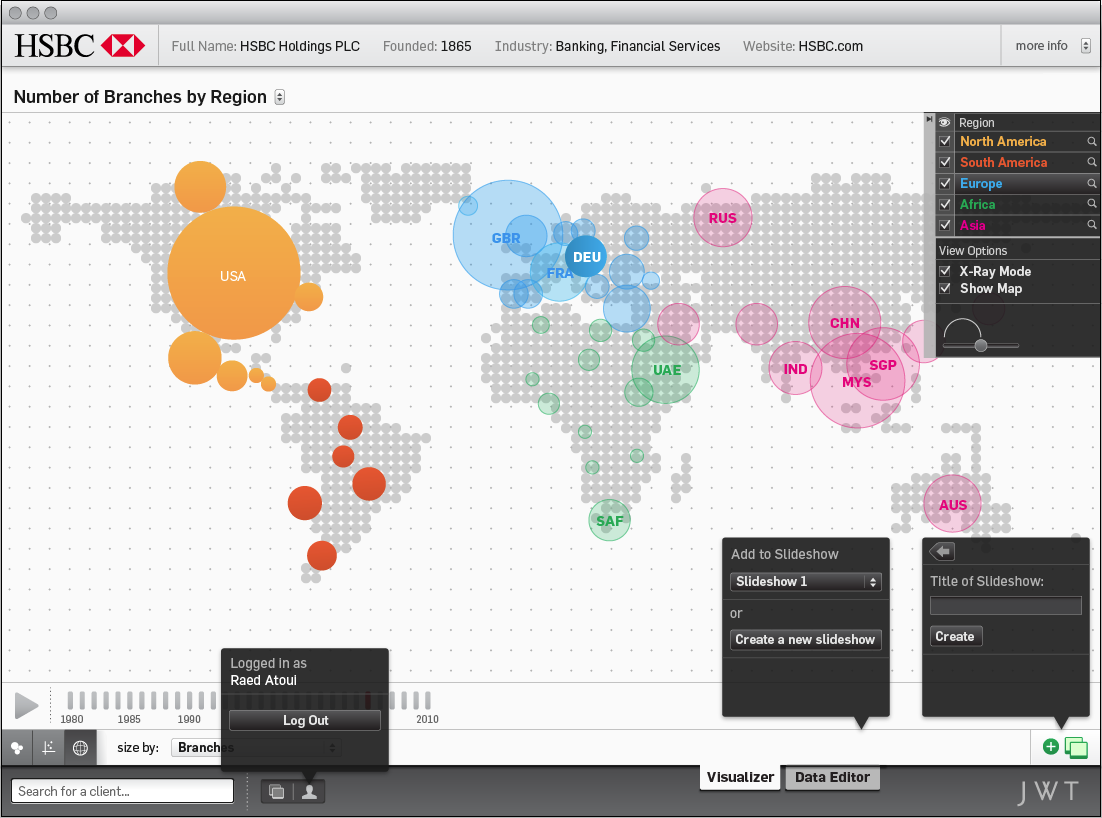 HSBC
Full Name: HSBC Holdings PLC Founded: 1865 Industry: Banking, Financial Services Website: HSBC.com more info
Number of Branches by Region
Region
North America
South America
Europe
Africa
Asia
View Options
X-Ray Mode
Show Map
USA
GBR
DEU
FRA
RUS
CHN
IND
SGP
MYS
UAE
SAF
AUS
Add to Slideshow
Slideshow 1
or
Create a new slideshow
Title of Slideshow:
Create
Logged in as
Raed Atoul
Log Out
1980 1985 1990 2010
size by: Branches
Visualizer Data Editor
Search for a client...
JWT